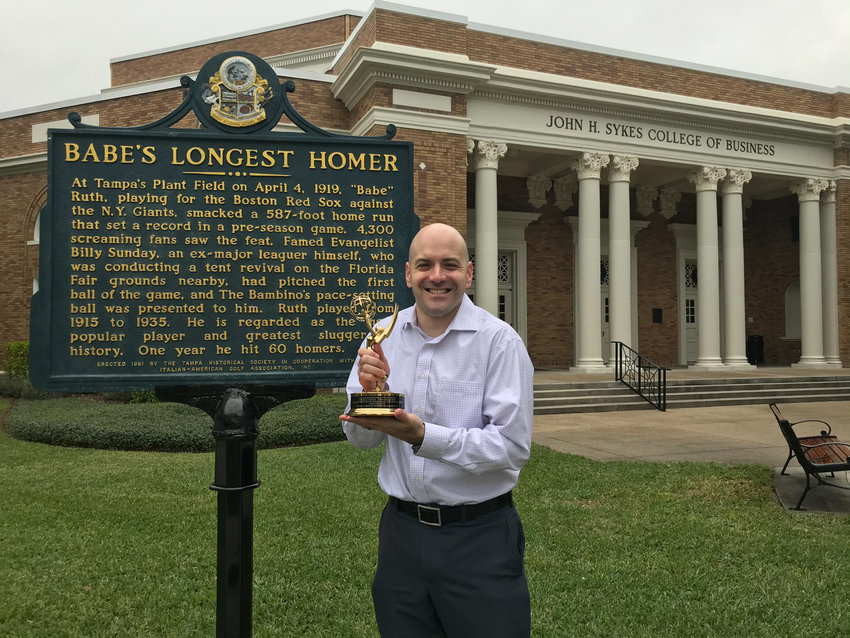 BABE'S LONGEST HOMER
At Tampa's Plant Field on April 4, 1919, "Babe"
Ruth, playing for the Boston Red Sox against
the N.Y. Giants, smacked a 587-foot home run
that set a record in a pre-season game. 4,300
screaming fans saw the feat. Famed Evangelist
Billy Sunday, an ex-major leaguer himself, who
was conducting a tent revival on the Florida
Fair grounds nearby, had pitched the first
ball of the game, and The Bambino's pace-setting
ball was presented to him. Ruth played from
1915 to 1935. He is regarded as the
popular player and greatest slugger
history. One year he hit 60 homers.
ERECTED 1981 BY THE TAMPA HISTORICAL SOCIETY IN COOPERATION WITH
ITALIAN-AMERICAN GOLF ASSOCIATION, INC.
JOHN H. SYKES COLLEGE OF BUSINESS